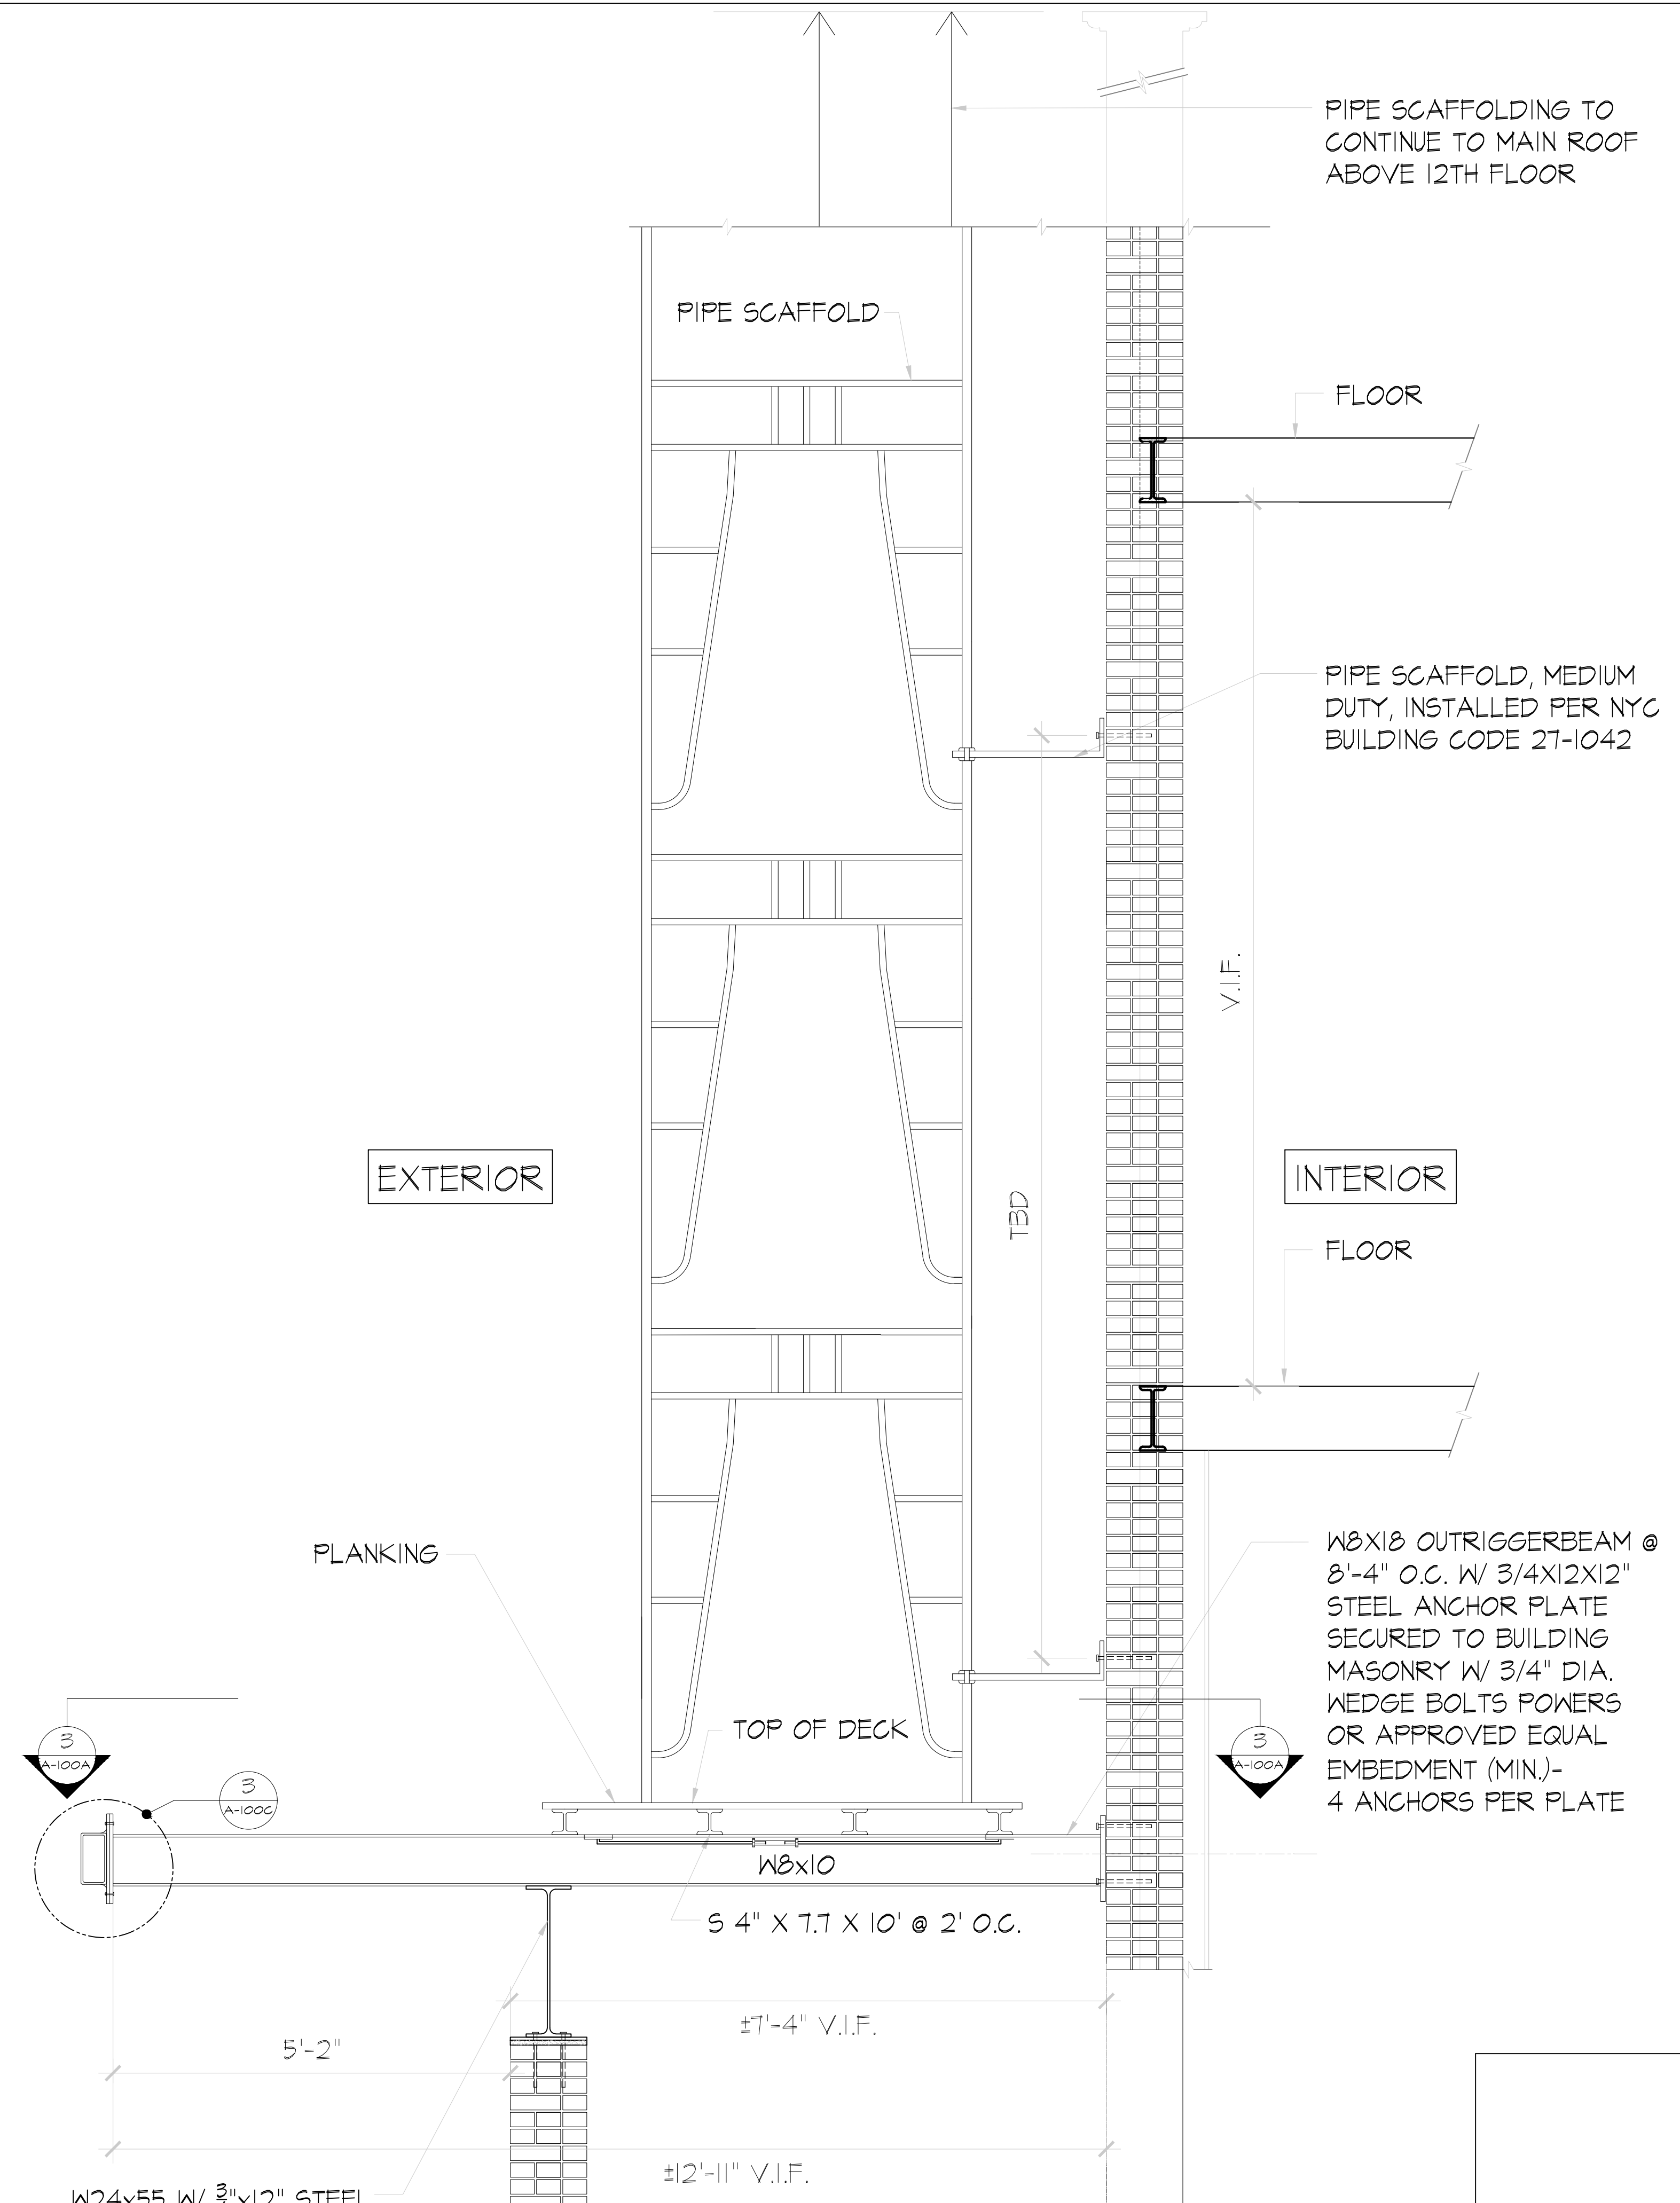 PIPE SCAFFOLDING TO
CONTINUE TO MAIN ROOF
ABOVE 12TH FLOOR
PIPE SCAFFOLD
FLOOR
PIPE SCAFFOLD, MEDIUM
DUTY, INSTALLED PER NYC
BUILDING CODE 27-1042
V.I.F.
EXTERIOR
INTERIOR
TBD
FLOOR
PLANKING
W8X18 OUTRIGGERBEAM @
8'-4" O.C. W/ 3/4X12X12"
STEEL ANCHOR PLATE
SECURED TO BUILDING
MASONRY W/ 3/4" DIA.
WEDGE BOLTS POWERS
OR APPROVED EQUAL
EMBEDMENT (MIN.)-
4 ANCHORS PER PLATE
TOP OF DECK
3
A-100A
3
A-100C
3
A-100A
W8x10
S 4" X 7.7 X 10' @ 2' O.C.
±7'-4" V.I.F.
5'-2"
±12'-11" V.I.F.
W24x55 W/ "x12" STEEL